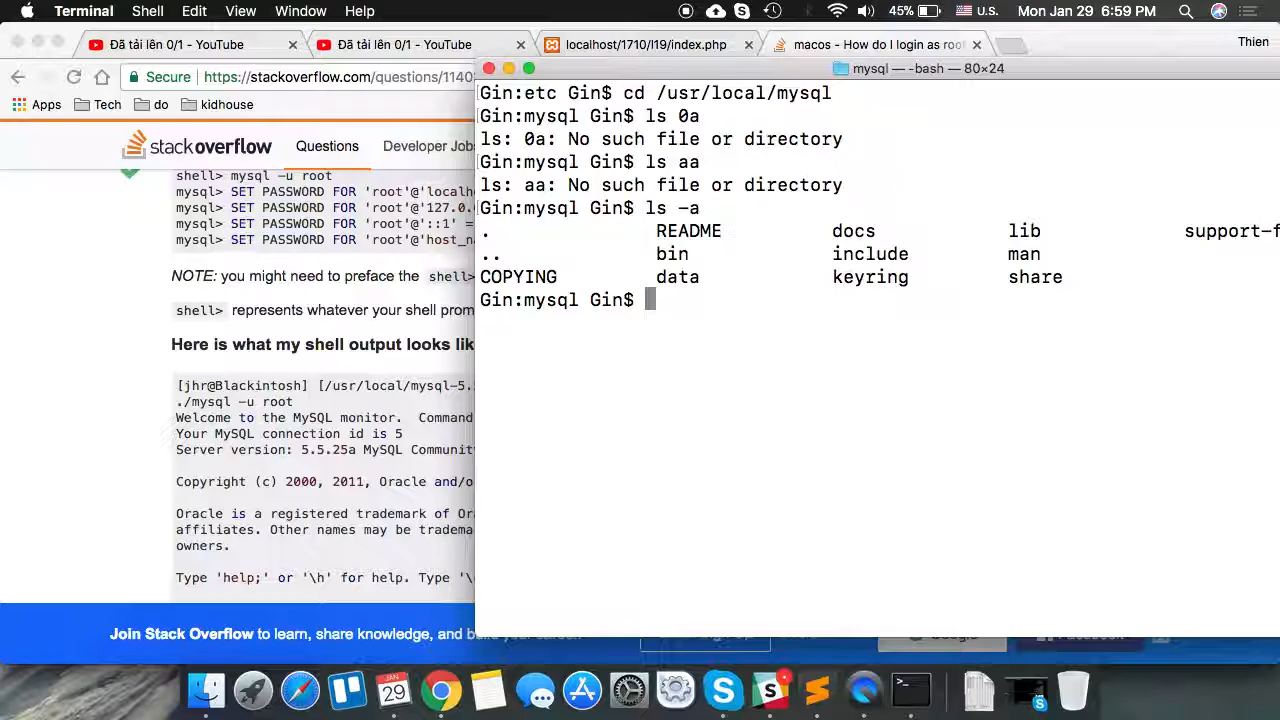 Terminal Shell Edit View Window Help 45% U.S. Mon Jan 29 6:59 PM
Đã tải lên 0/1 - YouTube Đã tải lên 0/1 - YouTube localhost/1710/l19/index.php macos - How do I login as root Thien
Secure https://stackoverflow.com/questions/1140
mysql — -bash — 80×24
Apps Tech do kidhouse
stackoverflow Questions Developer Jobs
shell> mysql -u root
mysql> SET PASSWORD FOR 'root'@'localho
mysql> SET PASSWORD FOR 'root'@'127.0.
mysql> SET PASSWORD FOR 'root'@'::1' =
mysql> SET PASSWORD FOR 'root'@'host_na
NOTE: you might need to preface the shell>
shell> represents whatever your shell prom
Here is what my shell output looks lik
[jhr@Blackintosh] [/usr/local/mysql-5.
./mysql -u root
Welcome to the MySQL monitor. Command
Your MySQL connection id is 5
Server version: 5.5.25a MySQL Communit
Copyright (c) 2000, 2011, Oracle and/o
Oracle is a registered trademark of Or
affiliates. Other names may be tradema
owners.
Type 'help;' or '\h' for help. Type '\
Join Stack Overflow to learn, share knowledge, and
Gin:etc Gin$ cd /usr/local/mysql
Gin:mysql Gin$ ls 0a
ls: 0a: No such file or directory
Gin:mysql Gin$ ls aa
ls: aa: No such file or directory
Gin:mysql Gin$ ls -a
. README docs lib support-f
.. bin include man
COPYING data keyring share
Gin:mysql Gin$
JAN
29